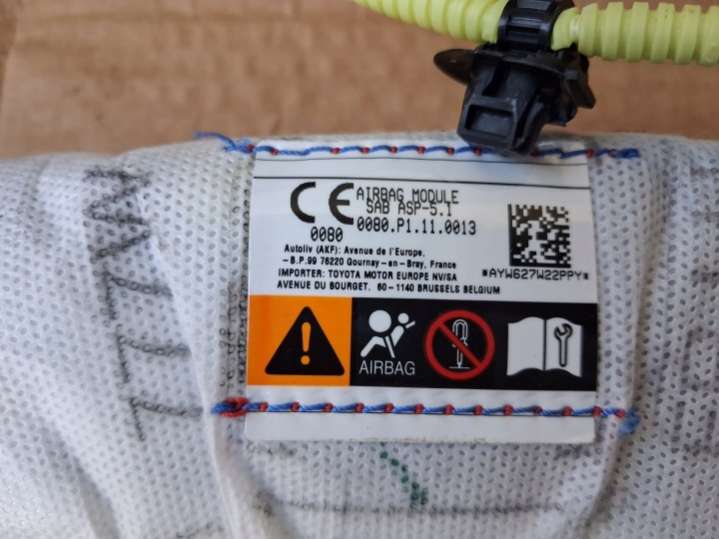 CE
0080
AIRBAG MODULE
SAB ASP-5.1
0080.P1.11.0013
Autoliv (AKF): Avenue de l'Europe,
-B.P.99 76220 Gournay-en-Bray, France
IMPORTER: TOYOTA MOTOR EUROPE NV/SA
AVENUE DU BOURGET. 60-1140 BRUSSELS BELGIUM
*AYW627W22PPY*
AIRBAG